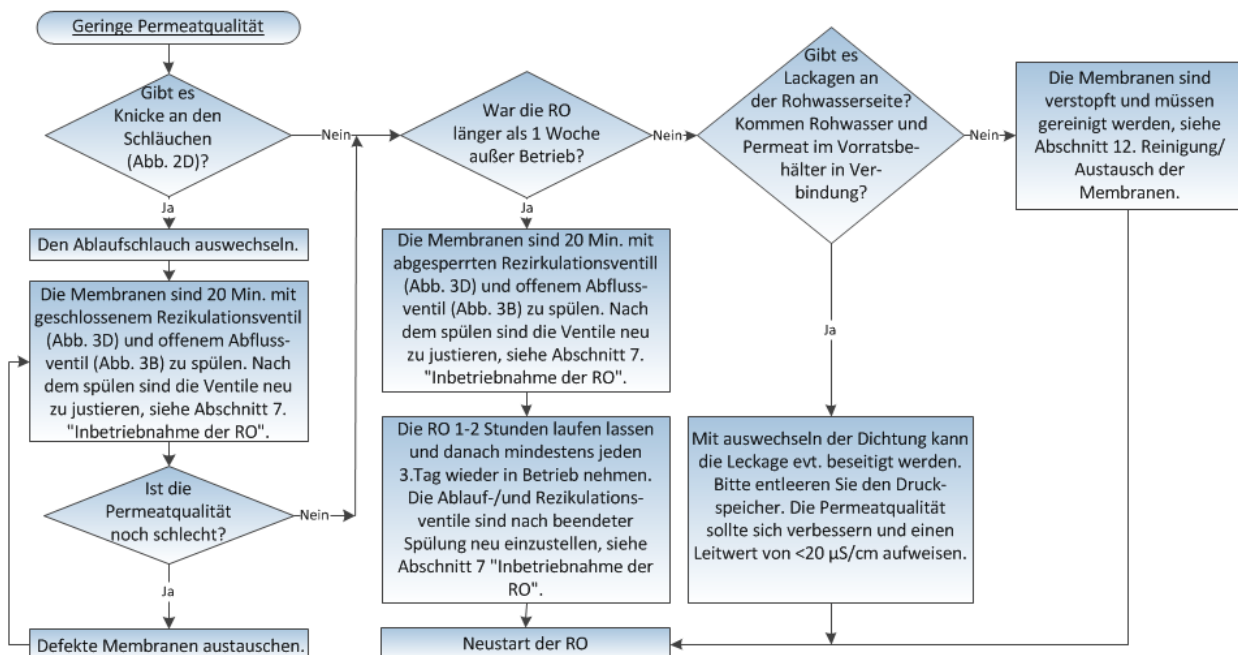 Geringe Permeatqualität
Gibt es
Knicke an den
Schläuchen
(Abb. 2D)?
Nein
Ja
Den Ablaufschlauch auswechseln.
Die Membranen sind 20 Min. mit
geschlossenem Rezikulationsventil
(Abb. 3D) und offenem Abfluss-
ventil (Abb. 3B) zu spülen. Nach
dem spülen sind die Ventile neu
zu justieren, siehe Abschnitt 7.
"Inbetriebnahme der RO".
Ist die
Permeatqualität
noch schlecht?
Nein
Ja
Defekte Membranen austauschen.
War die RO
länger als 1 Woche
außer Betrieb?
Nein
Ja
Die Membranen sind 20 Min. mit
abgesperrten Rezirkulationsventill
(Abb. 3D) und offenem Abfluss-
ventil (Abb. 3B) zu spülen. Nach
dem spülen sind die Ventile neu
zu justieren, siehe Abschnitt 7.
"Inbetriebnahme der RO".
Die RO 1-2 Stunden laufen lassen
und danach mindestens jeden
3.Tag wieder in Betrieb nehmen.
Die Ablauf-/und Rezikulations-
ventile sind nach beendeter
Spülung neu einzustellen, siehe
Abschnitt 7 "Inbetriebnahme der
RO".
Neustart der RO
Gibt es
Lackagen an
der Rohwasserseite?
Kommen Rohwasser und
Permeat im Vorratsbe-
hälter in Ver-
bindung?
Nein
Ja
Mit auswechseln der Dichtung kann
die Leckage evt. beseitigt werden.
Bitte entleeren Sie den Druck-
speicher. Die Permeatqualität
sollte sich verbessern und einen
Leitwert von <20 µS/cm aufweisen.
Die Membranen sind
verstopft und müssen
gereinigt werden, siehe
Abschnitt 12. Reinigung/
Austausch der
Membranen.